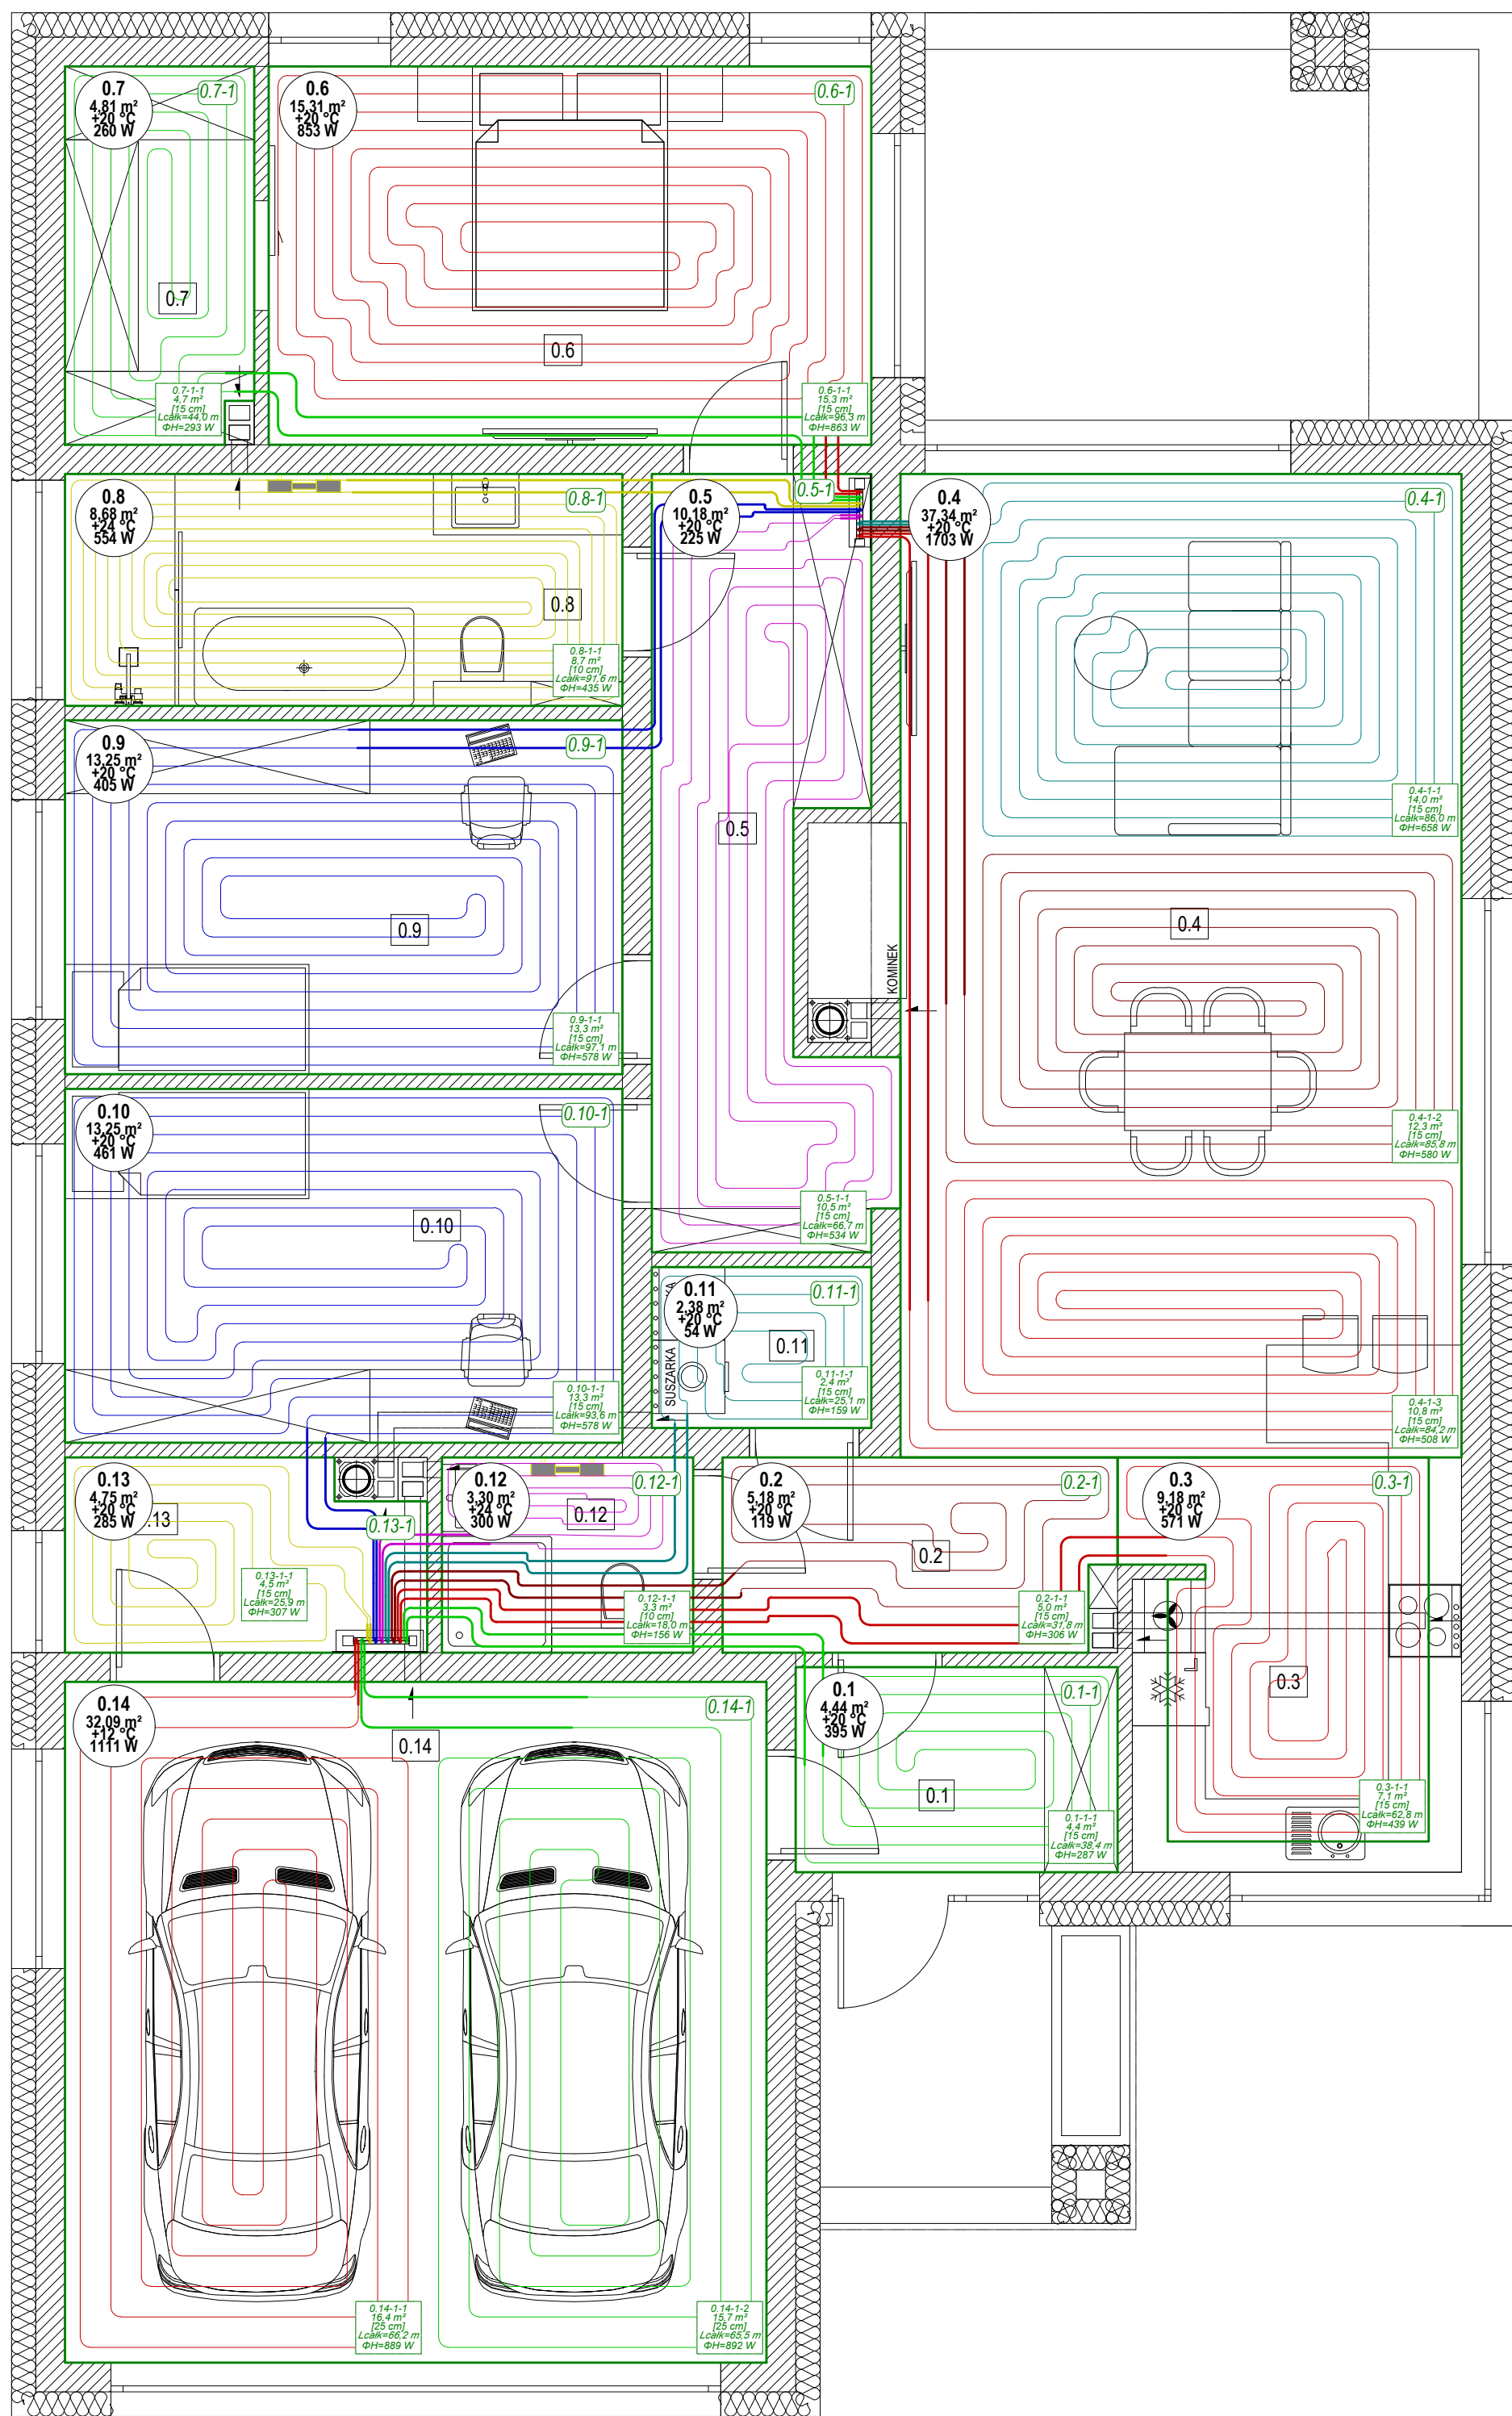 0.7
4,81 m²
+20 °C
260 W
0.7-1
0.7
0.7-1-1
4,7 m²
[15 cm]
Lcałk=44,0 m
ΦH=293 W
0.6
15,31 m²
+20 °C
853 W
0.6-1
0.6
0.6-1-1
15,3 m²
[15 cm]
Lcałk=96,3 m
ΦH=863 W
0.8
8,68 m²
+24 °C
554 W
0.8-1
0.8
0.8-1-1
8,7 m²
[10 cm]
Lcałk=91,6 m
ΦH=435 W
0.5
10,18 m²
+20 °C
225 W
0.5-1
0.5
0.5-1-1
10,5 m²
[15 cm]
Lcałk=66,7 m
ΦH=534 W
0.4
37,34 m²
+20 °C
1703 W
0.4-1
0.4-1-1
14,0 m²
[15 cm]
Lcałk=86,0 m
ΦH=658 W
0.4
KOMINEK
0.4-1-2
12,3 m²
[15 cm]
Lcałk=85,8 m
ΦH=580 W
0.4-1-3
10,8 m²
[15 cm]
Lcałk=84,2 m
ΦH=508 W
0.9
13,25 m²
+20 °C
405 W
0.9-1
0.9
0.9-1-1
13,3 m²
[15 cm]
Lcałk=97,1 m
ΦH=578 W
0.10
13,25 m²
+20 °C
461 W
0.10-1
0.10
0.10-1-1
13,3 m²
[15 cm]
Lcałk=93,6 m
ΦH=578 W
0.11
2,38 m²
+20 °C
54 W
0.11-1
0.11
SUSZARKA
0.11-1-1
2,4 m²
[15 cm]
Lcałk=25,1 m
ΦH=159 W
0.13
4,75 m²
+20 °C
285 W
.13
0.13-1
0.13-1-1
4,5 m²
[15 cm]
Lcałk=25,9 m
ΦH=307 W
0.12
3,30 m²
+24 °C
300 W
0.12-1
0.12
0.12-1-1
3,3 m²
[10 cm]
Lcałk=18,0 m
ΦH=156 W
0.2
5,18 m²
+20 °C
119 W
0.2-1
0.2
0.2-1-1
5,0 m²
[15 cm]
Lcałk=31,8 m
ΦH=306 W
0.3
9,18 m²
+20 °C
571 W
0.3-1
0.3
0.3-1-1
7,1 m²
[15 cm]
Lcałk=62,8 m
ΦH=439 W
0.1
4,44 m²
+20 °C
395 W
0.1-1
0.1
0.1-1-1
4,4 m²
[15 cm]
Lcałk=38,4 m
ΦH=287 W
0.14
32,09 m²
+12 °C
1111 W
0.14-1
0.14
0.14-1-1
16,4 m²
[25 cm]
Lcałk=66,2 m
ΦH=889 W
0.14-1-2
15,7 m²
[25 cm]
Lcałk=65,5 m
ΦH=892 W